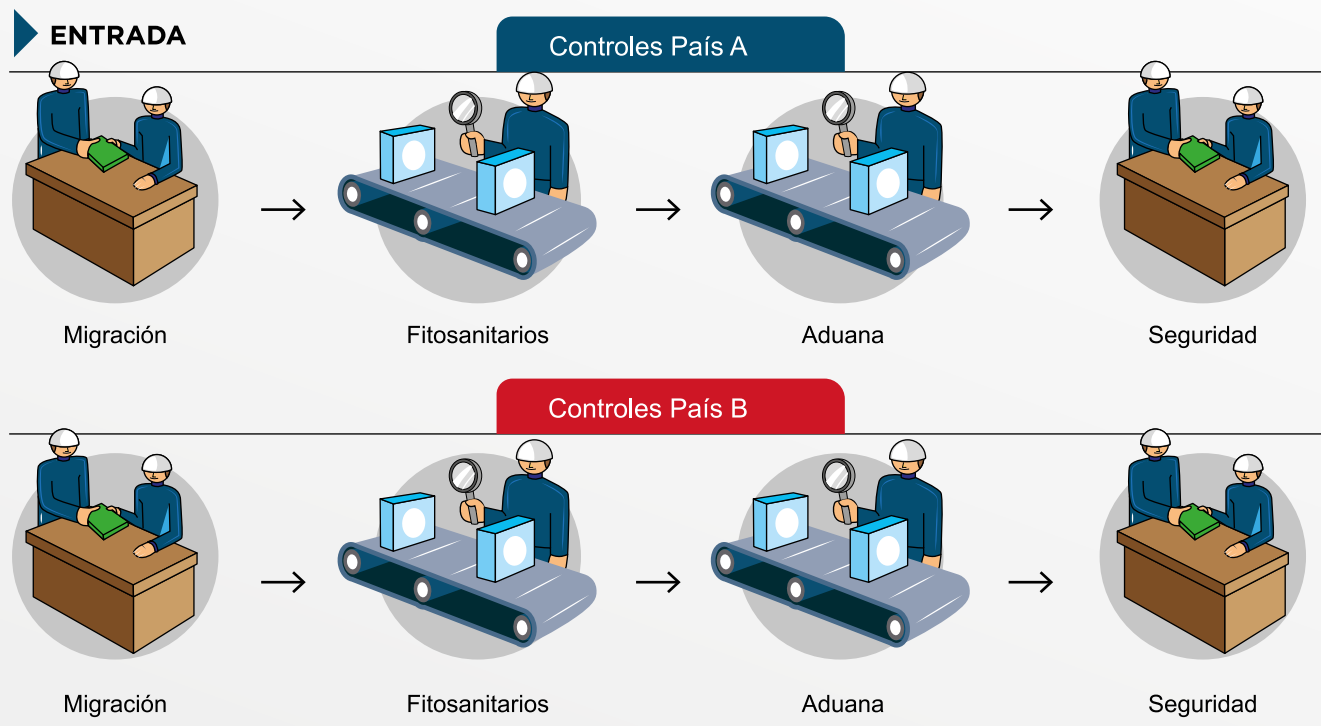 ENTRADA
Controles País A
Migración
Fitosanitarios
Aduana
Seguridad
Controles País B
Migración
Fitosanitarios
Aduana
Seguridad